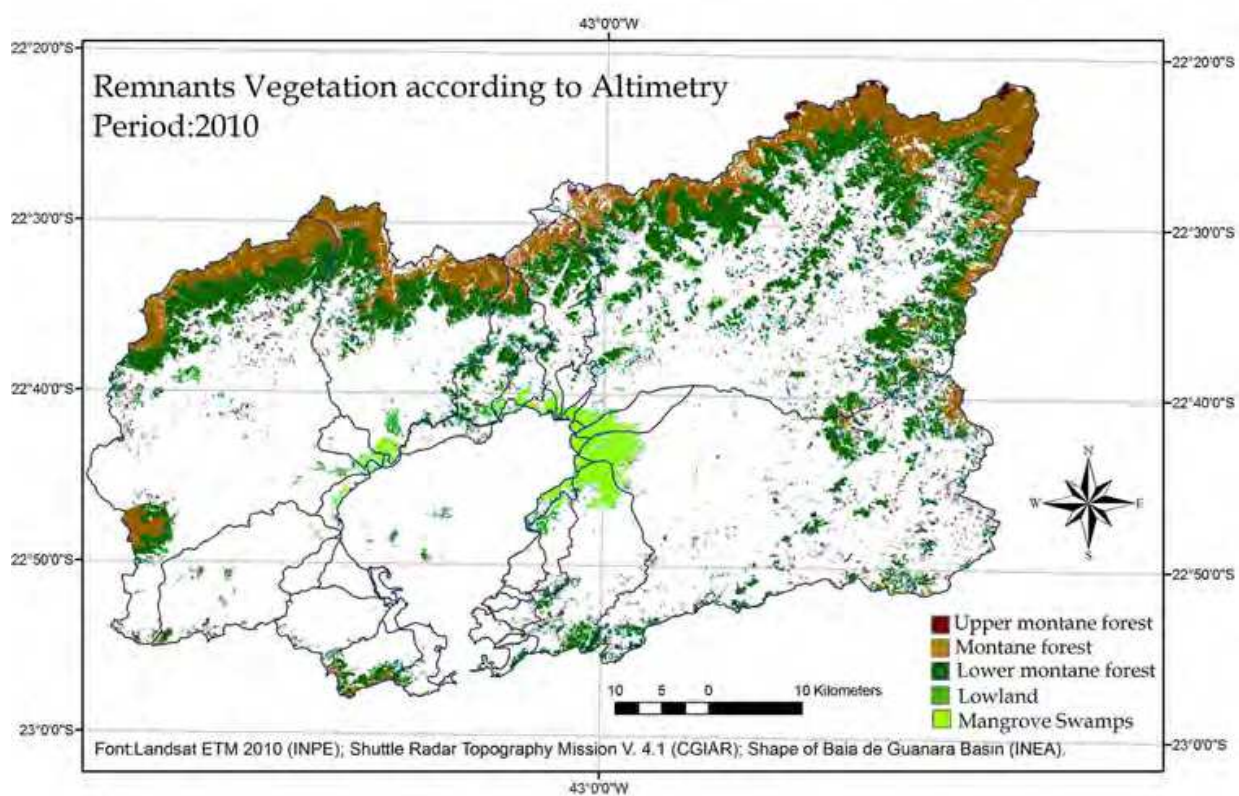 43°0'0"W
22°20'0"S
22°20'0"S
Remnants Vegetation according to Altimetry
Period:2010
22°30'0"S
22°30'0"S
22°40'0"S
22°40'0"S
N
W
E
S
22°50'0"S
22°50'0"S
Upper montane forest
Montane forest
Lower montane forest
Lowland
Mangrove Swamps
10 5 0 10 Kilometers
23°0'0"S
23°0'0"S
Font:Landsat ETM 2010 (INPE); Shuttle Radar Topography Mission V. 4.1 (CGIAR); Shape of Baia de Guanara Basin (INEA).
43°0'0"W